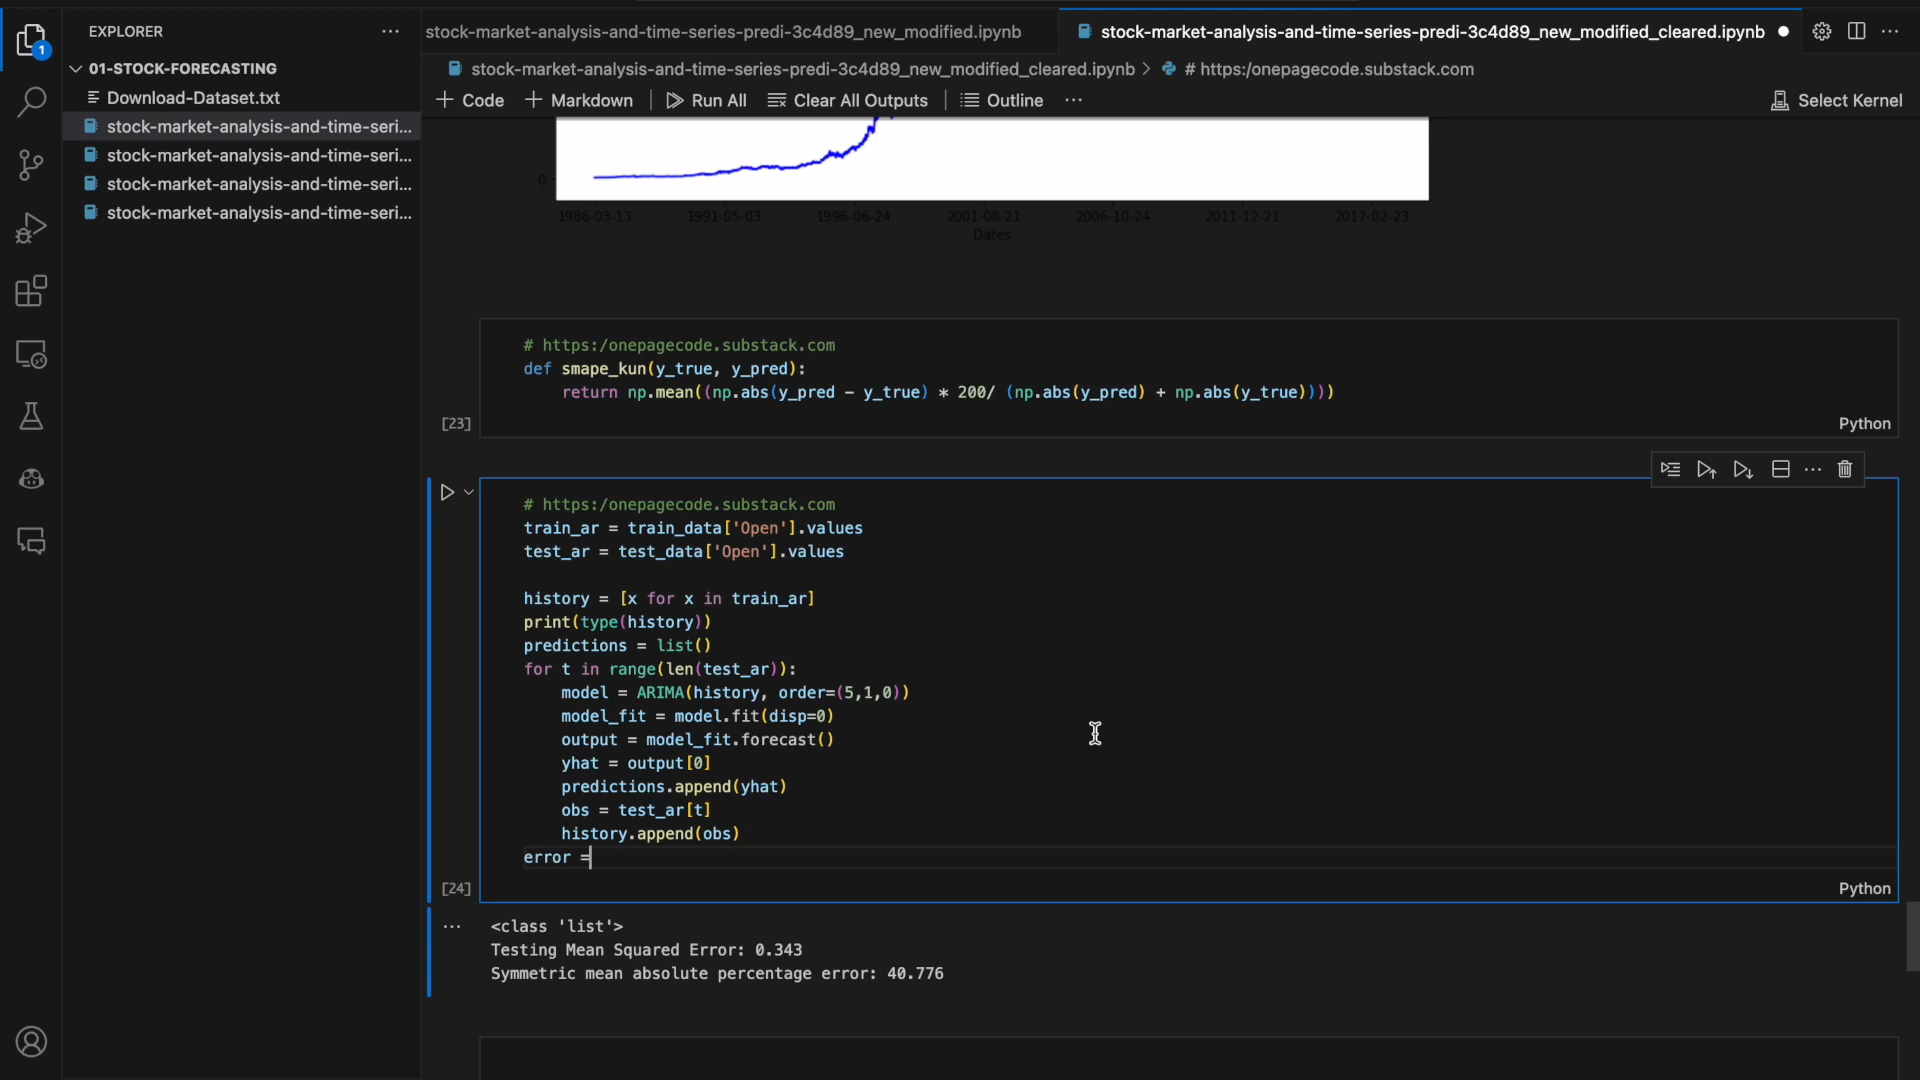 EXPLORER
stock-market-analysis-and-time-series-predi-3c4d89_new_modified.ipynb
stock-market-analysis-and-time-series-predi-3c4d89_new_modified_cleared.ipynb
1
01-STOCK-FORECASTING
stock-market-analysis-and-time-series-predi-3c4d89_new_modified_cleared.ipynb > # https:/onepagecode.substack.com
Download-Dataset.txt
Code
Markdown
Run All
Clear All Outputs
Outline
Select Kernel
stock-market-analysis-and-time-seri...
stock-market-analysis-and-time-seri...
stock-market-analysis-and-time-seri...
stock-market-analysis-and-time-seri...
0
1986-03-13 1991-05-03 1996-06-24 2001-08-21 2006-10-24 2011-12-21 2017-02-23
Dates
# https:/onepagecode.substack.com
def smape_kun(y_true, y_pred):
    return np.mean((np.abs(y_pred - y_true) * 200/ (np.abs(y_pred) + np.abs(y_true))))
[23]
Python
# https:/onepagecode.substack.com
train_ar = train_data['Open'].values
test_ar = test_data['Open'].values
history = [x for x in train_ar]
print(type(history))
predictions = list()
for t in range(len(test_ar)):
    model = ARIMA(history, order=(5,1,0))
    model_fit = model.fit(disp=0)
    output = model_fit.forecast()
    yhat = output[0]
    predictions.append(yhat)
    obs = test_ar[t]
    history.append(obs)
error =
[24]
Python
<class 'list'>
Testing Mean Squared Error: 0.343
Symmetric mean absolute percentage error: 40.776